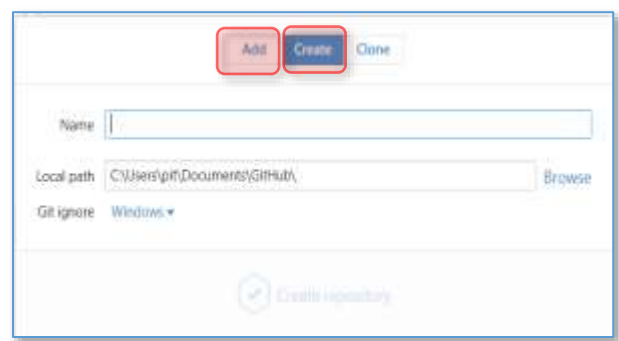 Add Create Clone
Name
Local path C:\Users\pit\Documents\GitHub\ Browse
Git ignore Windows
Create repository